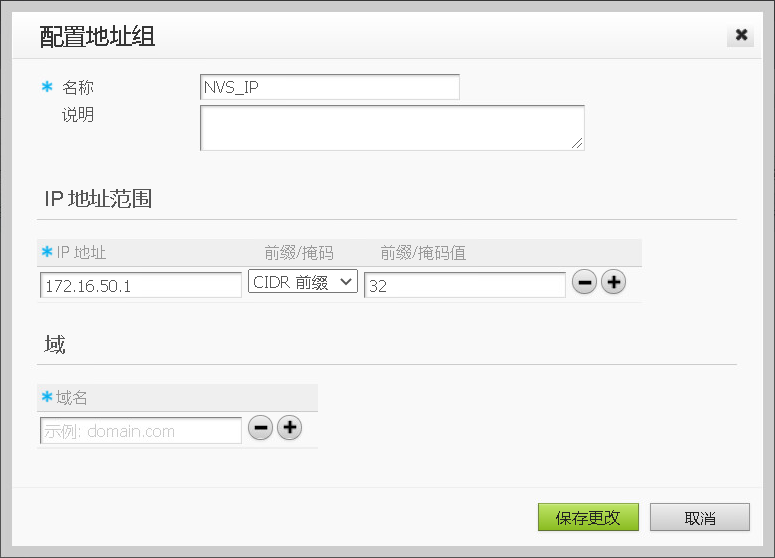 配置地址组
* 名称 NVS_IP
说明
IP 地址范围
* IP 地址 前缀/掩码 前缀/掩码值
172.16.50.1 CIDR 前缀 32
域
* 域名
示例: domain.com
保存更改 取消